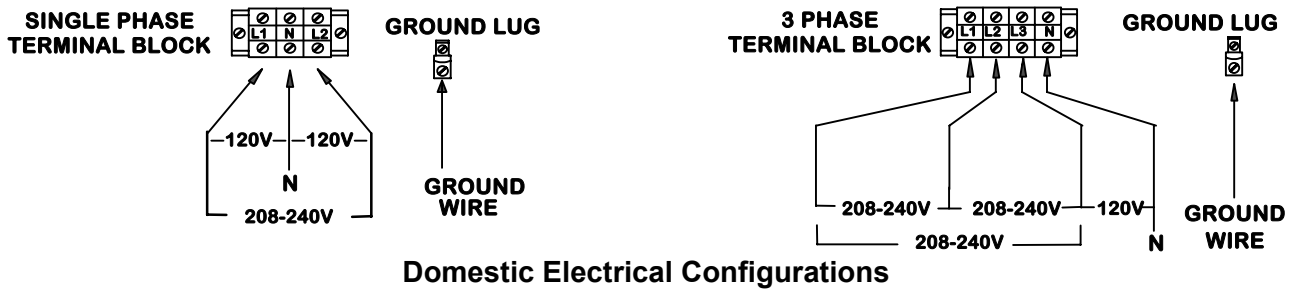 SINGLE PHASE
TERMINAL BLOCK
L1 N L2
GROUND LUG
120V 120V
N
208-240V
GROUND
WIRE
3 PHASE
TERMINAL BLOCK
L1 L2 L3 N
GROUND LUG
208-240V 208-240V 120V
208-240V
N
GROUND
WIRE
Domestic Electrical Configurations